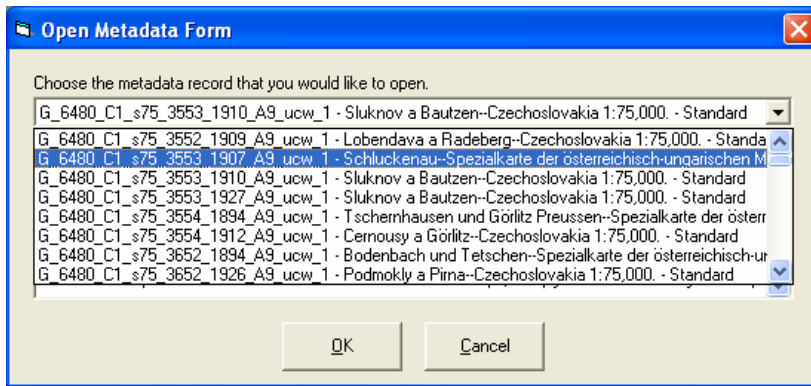 Open Metadata Form
Choose the metadata record that you would like to open.
G_6480_C1_s75_3553_1910_A9_ucw_1 - Sluknov a Bautzen--Czechoslovakia 1:75,000. - Standard
G_6480_C1_s75_3552_1909_A9_ucw_1 - Lobendava a Radeberg--Czechoslovakia 1:75,000. - Standa
G_6480_C1_s75_3553_1907_A9_ucw_1 - Schluckenau--Spezialkarte der österreichisch-ungarischen M
G_6480_C1_s75_3553_1910_A9_ucw_1 - Sluknov a Bautzen--Czechoslovakia 1:75,000. - Standard
G_6480_C1_s75_3553_1927_A9_ucw_1 - Sluknov a Bautzen--Czechoslovakia 1:75,000. - Standard
G_6480_C1_s75_3554_1894_A9_ucw_1 - Tschernhausen und Görlitz Preussen--Spezialkarte der österr
G_6480_C1_s75_3554_1912_A9_ucw_1 - Cernousy a Görlitz--Czechoslovakia 1:75,000. - Standard
G_6480_C1_s75_3652_1894_A9_ucw_1 - Bodenbach und Tetschen--Spezialkarte der österreichisch-ur
G_6480_C1_s75_3652_1926_A9_ucw_1 - Podmokly a Pirna--Czechoslovakia 1:75,000. - Standard
OK
Cancel